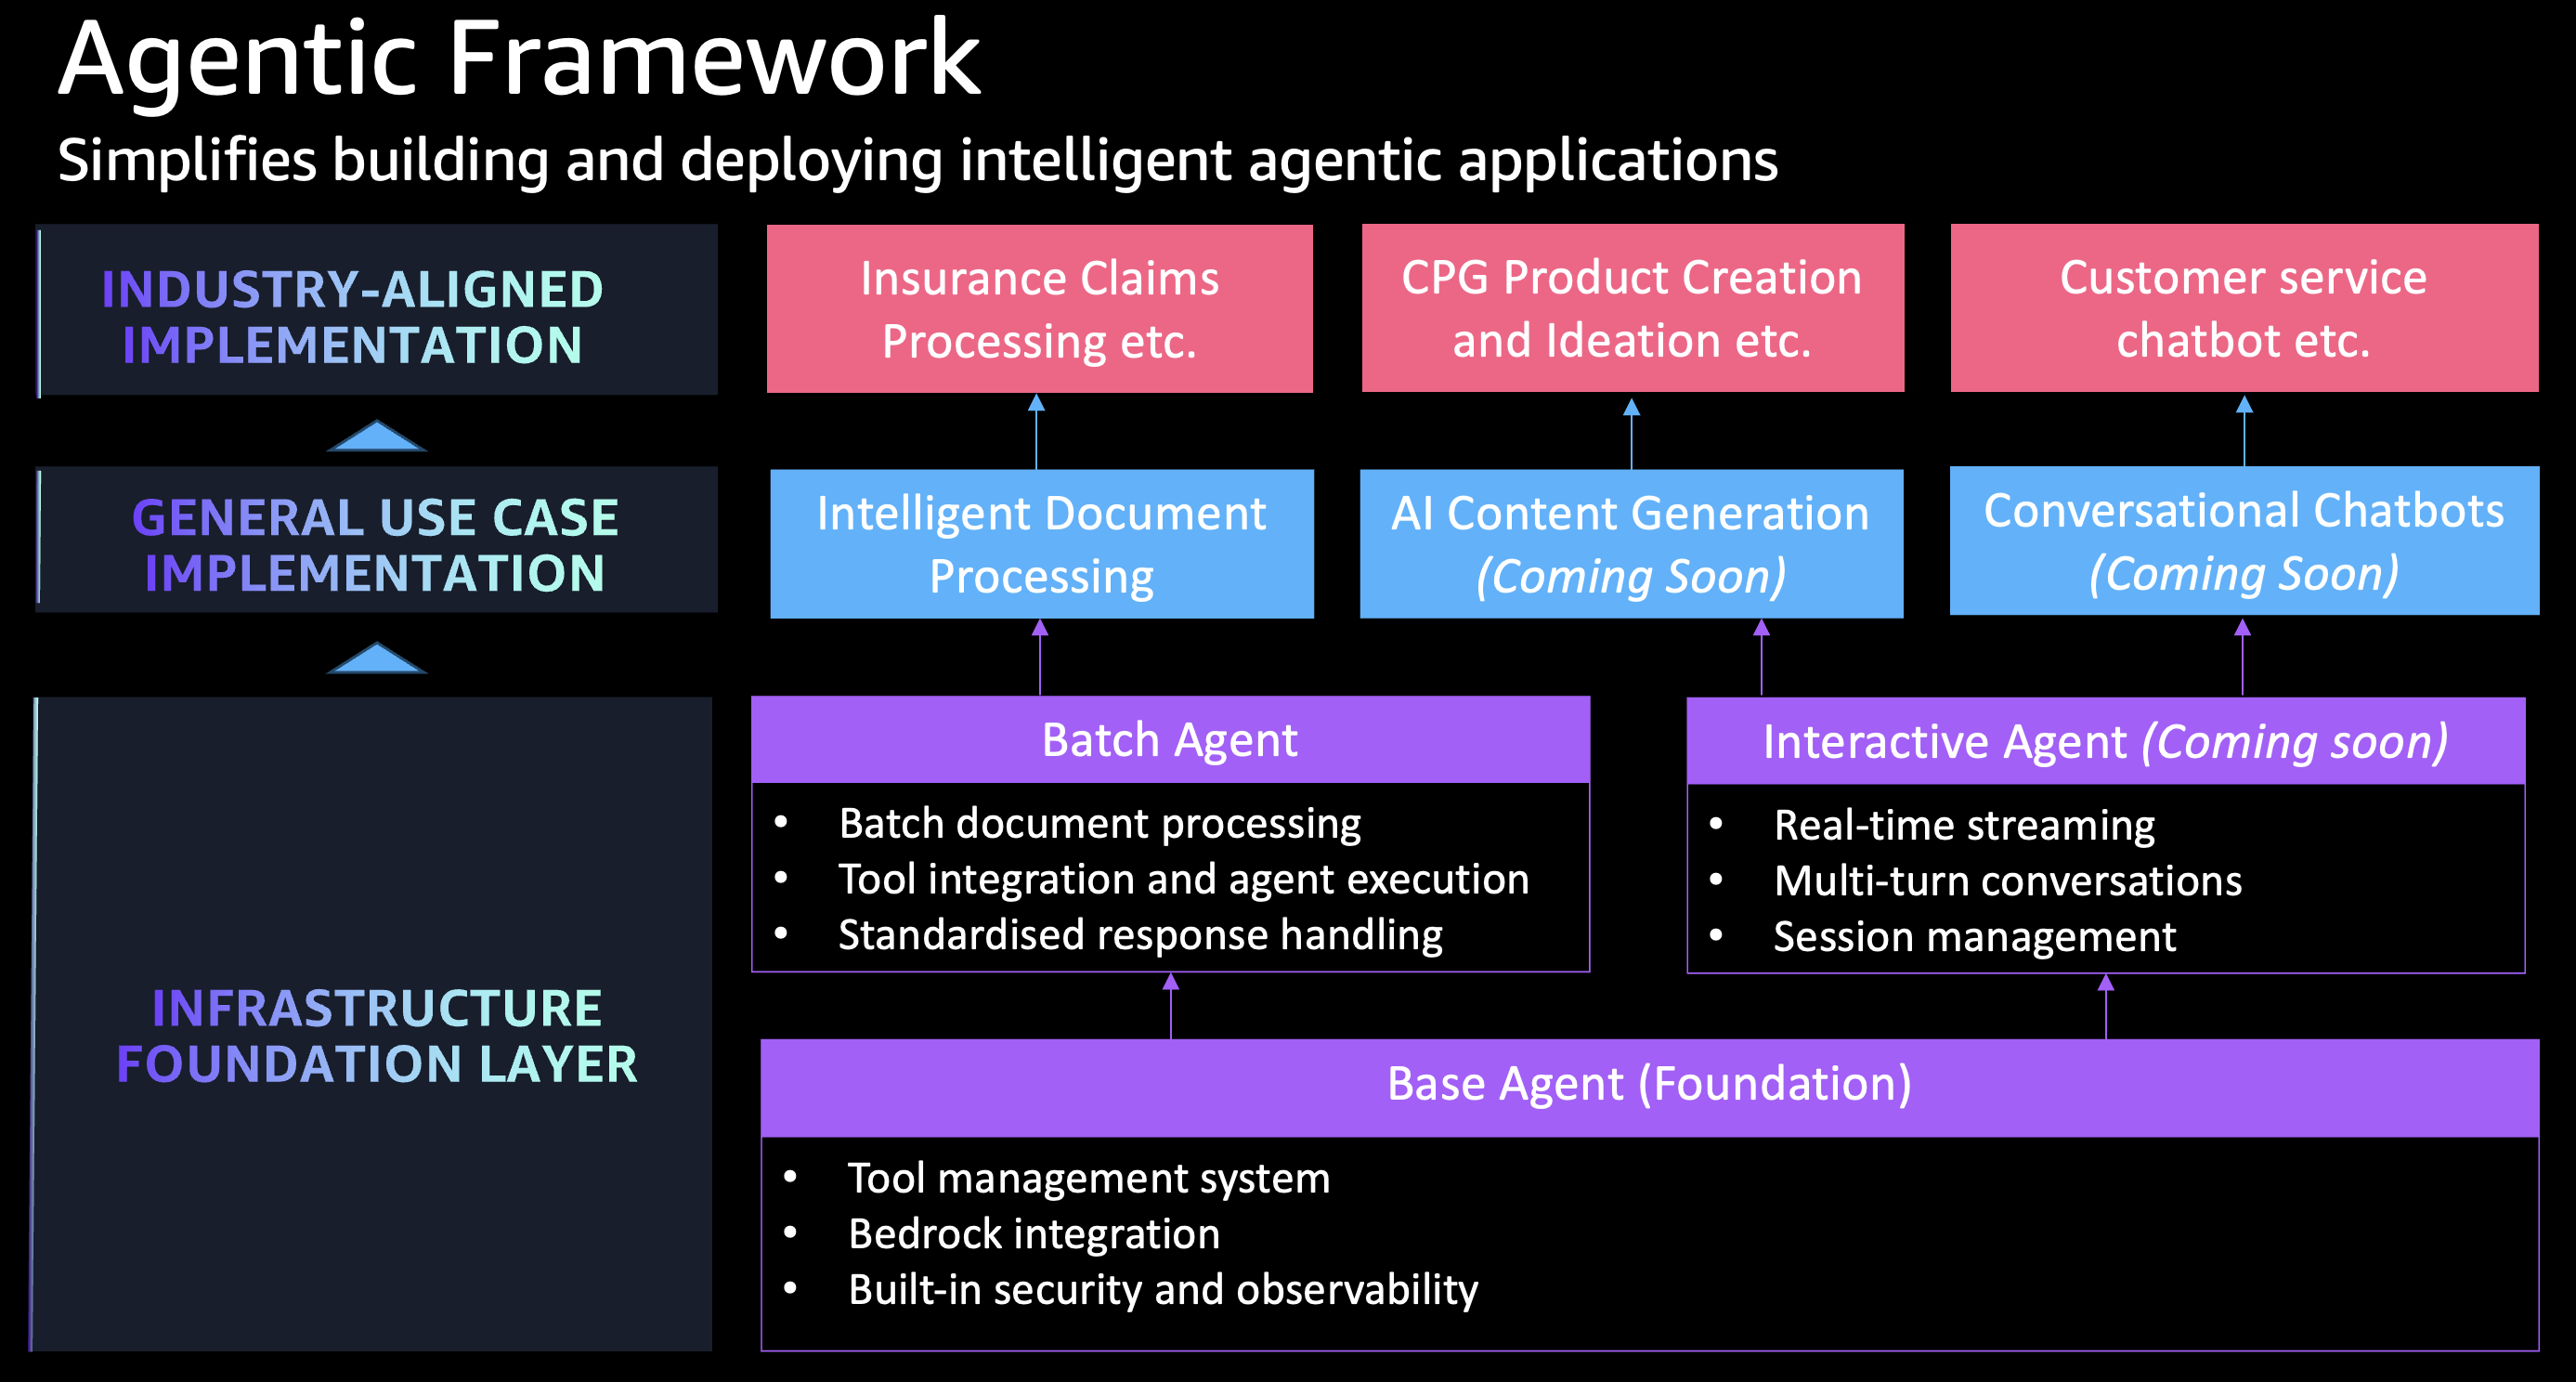 Agentic Framework
Simplifies building and deploying intelligent agentic applications
INDUSTRY-ALIGNED
IMPLEMENTATION
Insurance Claims
Processing etc.
CPG Product Creation
and Ideation etc.
Customer service
chatbot etc.
GENERAL USE CASE
IMPLEMENTATION
Intelligent Document
Processing
AI Content Generation
(Coming Soon)
Conversational Chatbots
(Coming Soon)
INFRASTRUCTURE
FOUNDATION LAYER
Batch Agent
• Batch document processing
• Tool integration and agent execution
• Standardised response handling
Interactive Agent (Coming soon)
• Real-time streaming
• Multi-turn conversations
• Session management
Base Agent (Foundation)
• Tool management system
• Bedrock integration
• Built-in security and observability